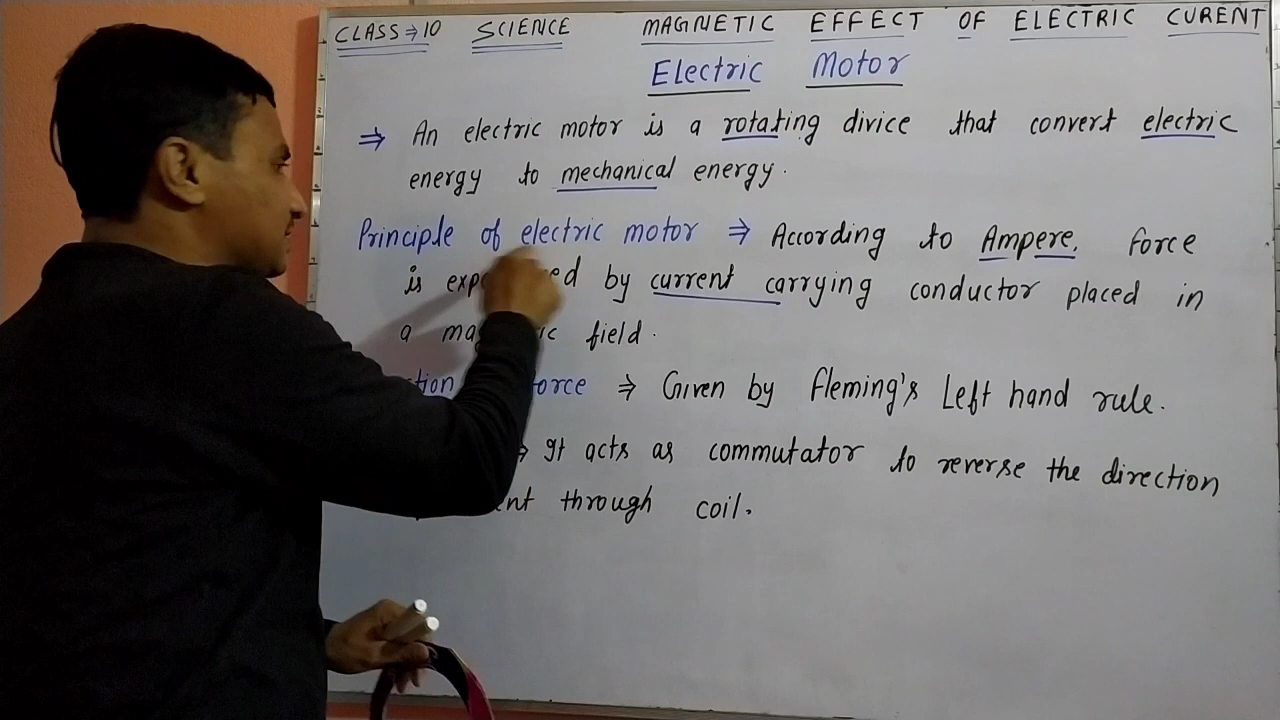 CLASS ⇒ 10 SCIENCE MAGNETIC EFFECT OF ELECTRIC CURENT
Electric Motor
⇒ An electric motor is a rotating divice that convert electric
energy to mechanical energy.
Principle of electric motor ⇒ According to Ampere, force
is by current carrying conductor placed in
a field.
⇒ Given by Fleming's Left hand rule.
⇒ It acts as commutator to reverse the direction
through coil.